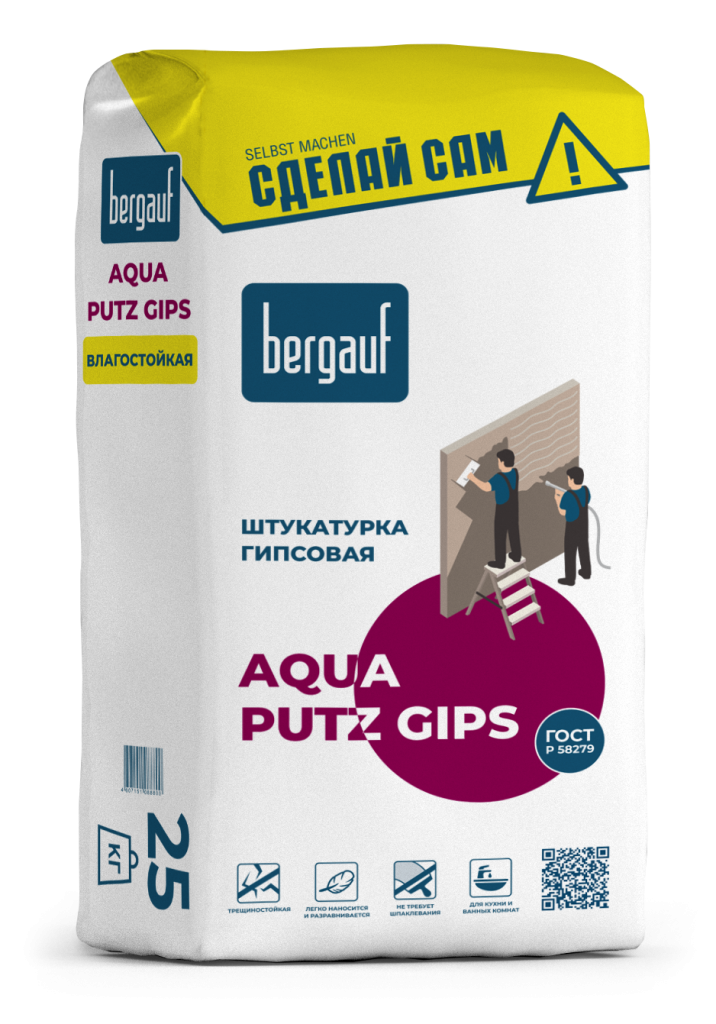 SELBST MACHEN
СДЕЛАЙ САМ
!
bergauf
AQUA
PUTZ GIPS
ВЛАГОСТОЙКАЯ
bergauf
ШТУКАТУРКА
ГИПСОВАЯ
AQUA
PUTZ GIPS
ГОСТ
Р 58279
25
КГ
ТРЕЩИНОСТОЙКАЯ
ЛЕГКО НАНОСИТСЯ
И РАЗРАВНИВАЕТСЯ
НЕ ТРЕБУЕТ
ШПАКЛЕВАНИЯ
ДЛЯ КУХНИ И
ВАННЫХ КОМНАТ